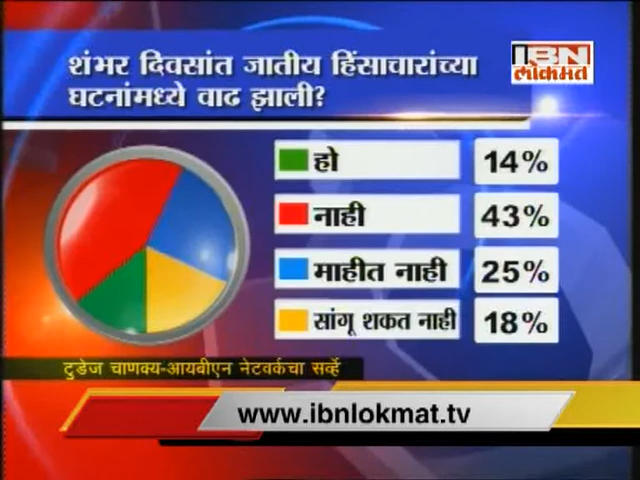 शंभर दिवसांत जातीय हिंसाचारांच्या
घटनांमध्ये वाढ झाली?
IBN
लोकमत
हो 14%
नाही 43%
माहीत नाही 25%
सांगू शकत नाही 18%
टुडेज चाणक्य-आयबीएन नेटवर्कचा सर्व्हे
www.ibnlokmat.tv